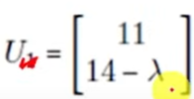 U = [ 11
14 − λ ]